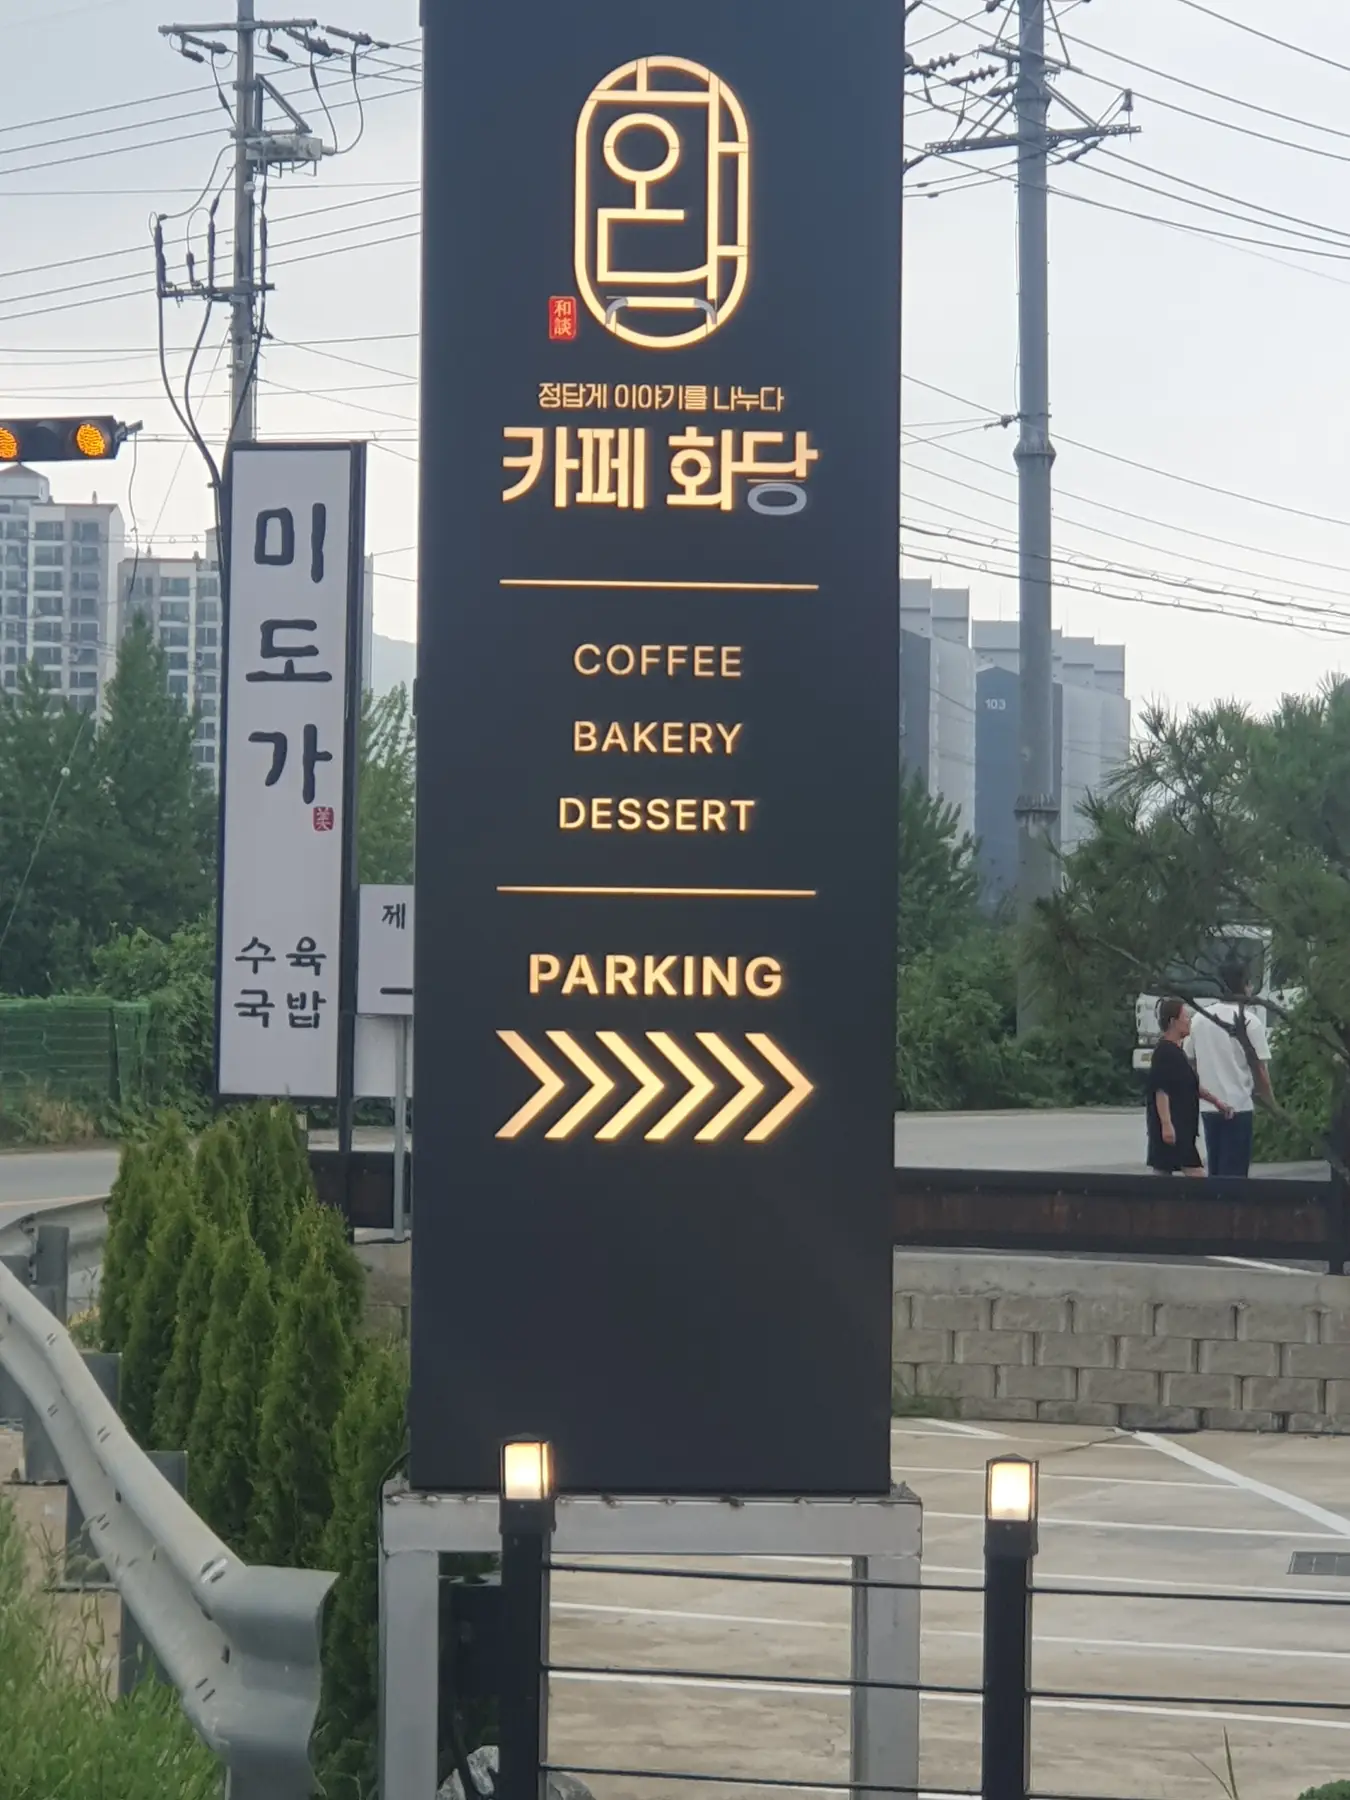 화담
和談
정답게 이야기를 나누다
카페 화담
COFFEE
BAKERY
DESSERT
PARKING
미도가
美
수육
국밥
제
103